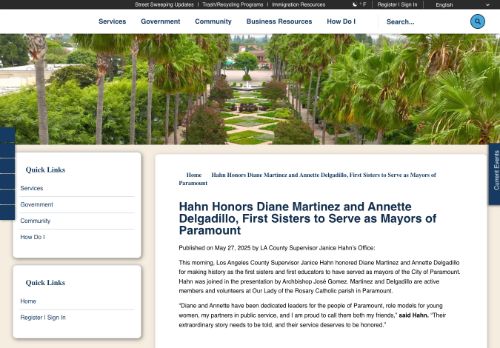 Street Sweeping Updates | Trash/Recycling Programs | Immigration Resources ° F Register | Sign In English
Services Government Community Business Resources How Do I Search...
Current Events
Quick Links
Services
Government
Community
How Do I
Quick Links
Home
Register | Sign In
Home Hahn Honors Diane Martinez and Annette Delgadillo, First Sisters to Serve as Mayors of
Paramount
Hahn Honors Diane Martinez and Annette
Delgadillo, First Sisters to Serve as Mayors of
Paramount
Published on May 27, 2025 by LA County Supervisor Janice Hahn's Office:
This morning, Los Angeles County Supervisor Janice Hahn honored Diane Martinez and Annette Delgadillo
for making history as the first sisters and first educators to have served as mayors of the City of Paramount.
Hahn was joined in the presentation by Archbishop José Gomez. Martinez and Delgadillo are active
members and volunteers at Our Lady of the Rosary Catholic parish in Paramount.
"Diane and Annette have been dedicated leaders for the people of Paramount, role models for young
women, my partners in public service, and I am proud to call them both my friends," said Hahn. "Their
extraordinary story needs to be told, and their service deserves to be honored."